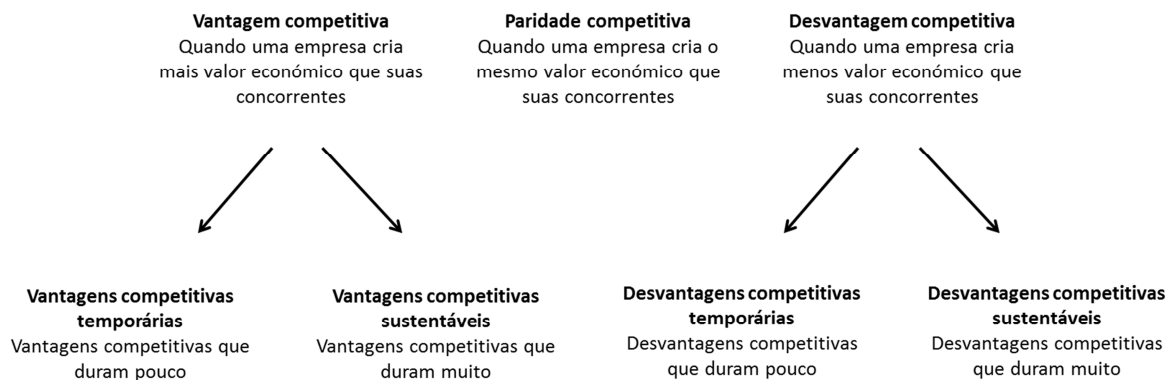 Vantagem competitiva
Quando uma empresa cria
mais valor económico que suas
concorrentes
Paridade competitiva
Quando uma empresa cria o
mesmo valor económico que
suas concorrentes
Desvantagem competitiva
Quando uma empresa cria
menos valor económico que
suas concorrentes
Vantagens competitivas
temporárias
Vantagens competitivas que
duram pouco
Vantagens competitivas
sustentáveis
Vantagens competitivas que
duram muito
Desvantagens competitivas
temporárias
Desvantagens competitivas
que duram pouco
Desvantagens competitivas
sustentáveis
Desvantagens competitivas
que duram muito